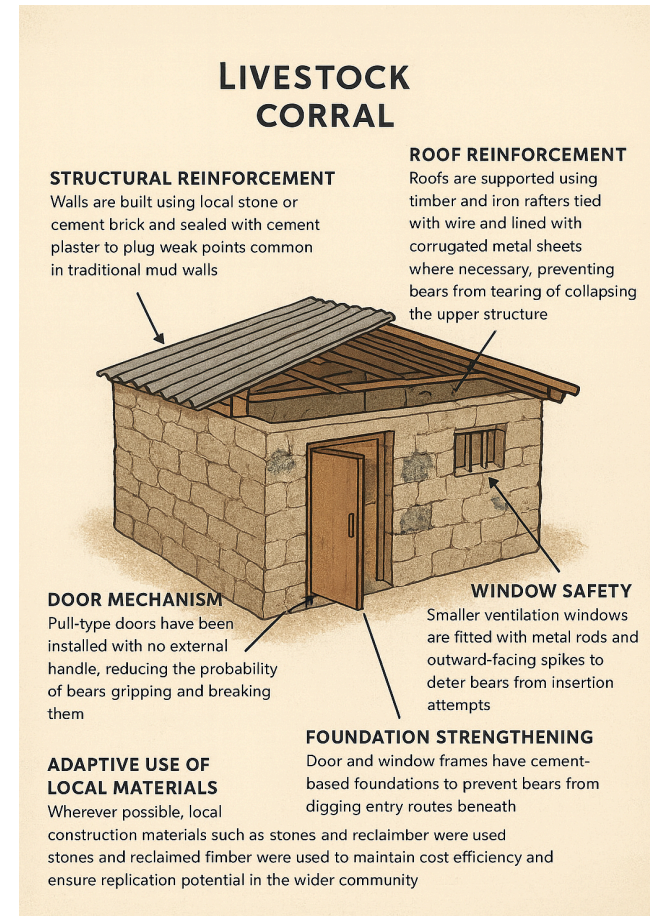 LIVESTOCK
CORRAL
STRUCTURAL REINFORCEMENT
Walls are built using local stone or
cement brick and sealed with cement
plaster to plug weak points common
in traditional mud walls
ROOF REINFORCEMENT
Roofs are supported using
timber and iron rafters tied
with wire and lined with
corrugated metal sheets
where necessary, preventing
bears from tearing of collapsing
the upper structure
DOOR MECHANISM
Pull-type doors have been
installed with no external
handle, reducing the probability
of bears gripping and breaking
them
WINDOW SAFETY
Smaller ventilation windows
are fitted with metal rods and
outward-facing spikes to
deter bears from insertion
attempts
FOUNDATION STRENGTHENING
Door and window frames have cement-
based foundations to prevent bears from
digging entry routes beneath
ADAPTIVE USE OF
LOCAL MATERIALS
Wherever possible, local
construction materials such as stones and reclaimber were used
stones and reclaimed fimber were used to maintain cost efficiency and
ensure replication potential in the wider community